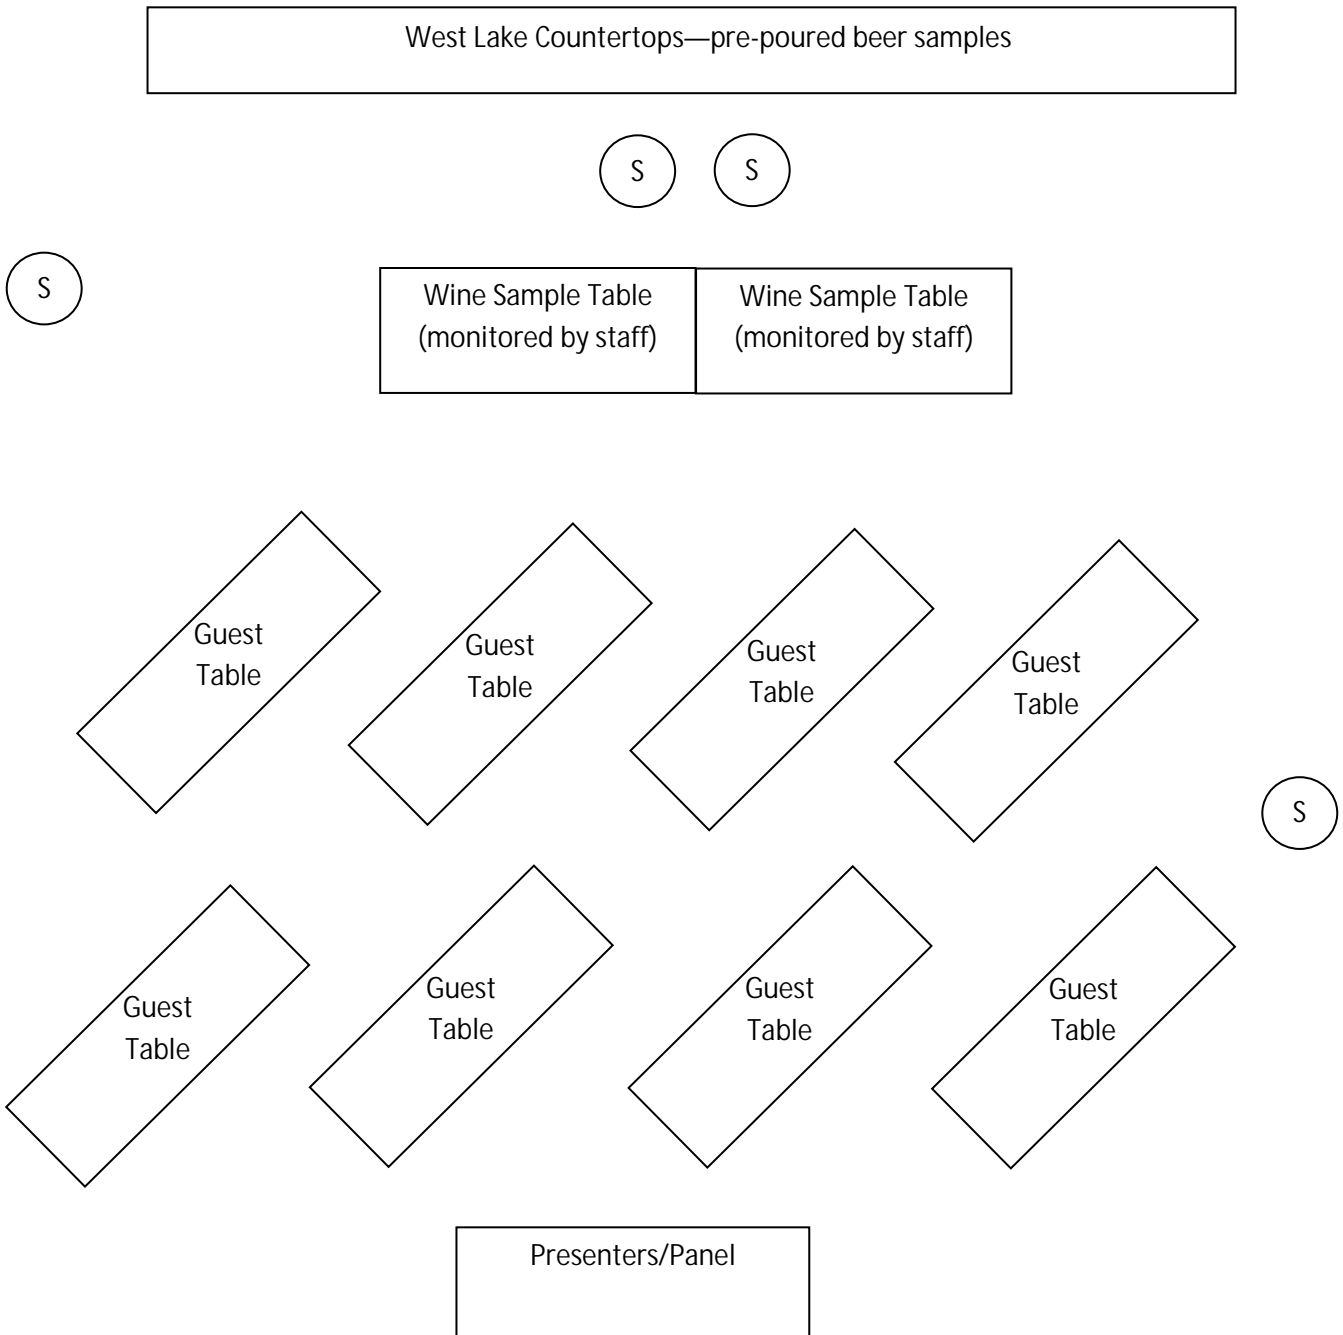 West Lake Countertops—pre-poured beer samples
S
S
S
Wine Sample Table
(monitored by staff)
Wine Sample Table
(monitored by staff)
Guest
Table
Guest
Table
Guest
Table
Guest
Table
S
Guest
Table
Guest
Table
Guest
Table
Guest
Table
Presenters/Panel